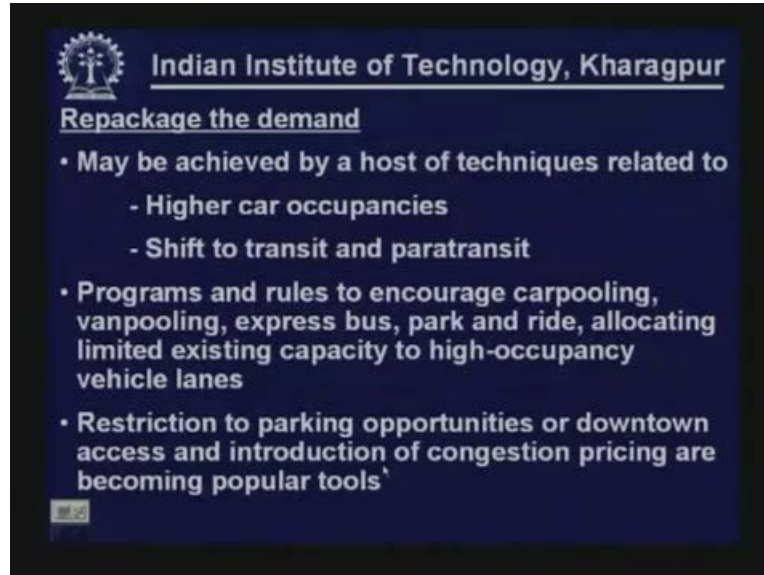 Indian Institute of Technology, Kharagpur
Repackage the demand
• May be achieved by a host of techniques related to
- Higher car occupancies
- Shift to transit and paratransit
• Programs and rules to encourage carpooling,
vanpooling, express bus, park and ride, allocating
limited existing capacity to high-occupancy
vehicle lanes
• Restriction to parking opportunities or downtown
access and introduction of congestion pricing are
becoming popular tools